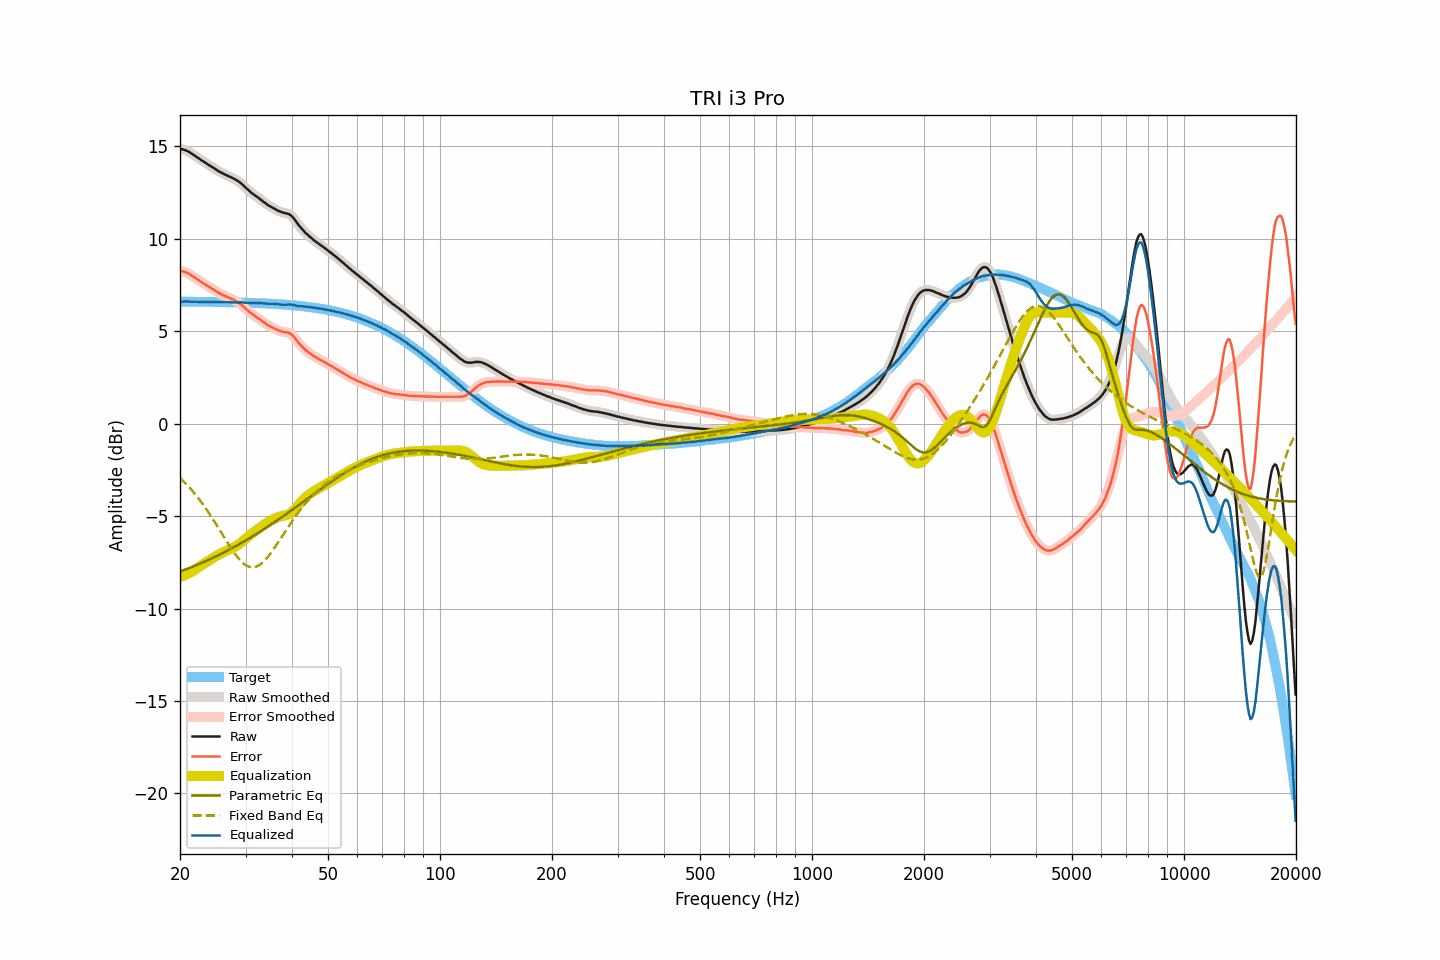 TRI i3 Pro
15
10
5
0
−5
−10
−15
−20
Amplitude (dBr)
Target
Raw Smoothed
Error Smoothed
Raw
Error
Equalization
Parametric Eq
Fixed Band Eq
Equalized
20 50 100 200 500 1000 2000 5000 10000 20000
Frequency (Hz)